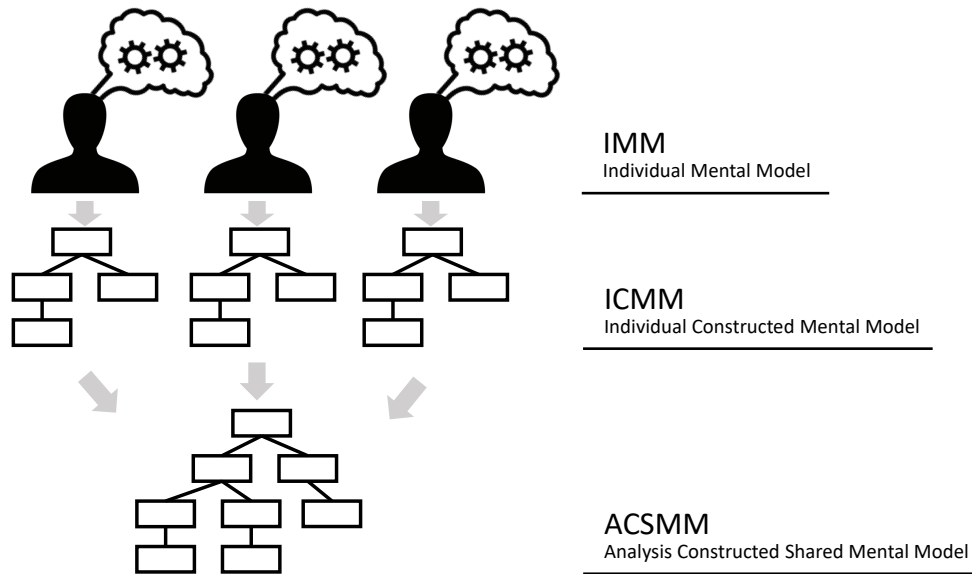 IMM
Individual Mental Model
ICMM
Individual Constructed Mental Model
ACSMM
Analysis Constructed Shared Mental Model